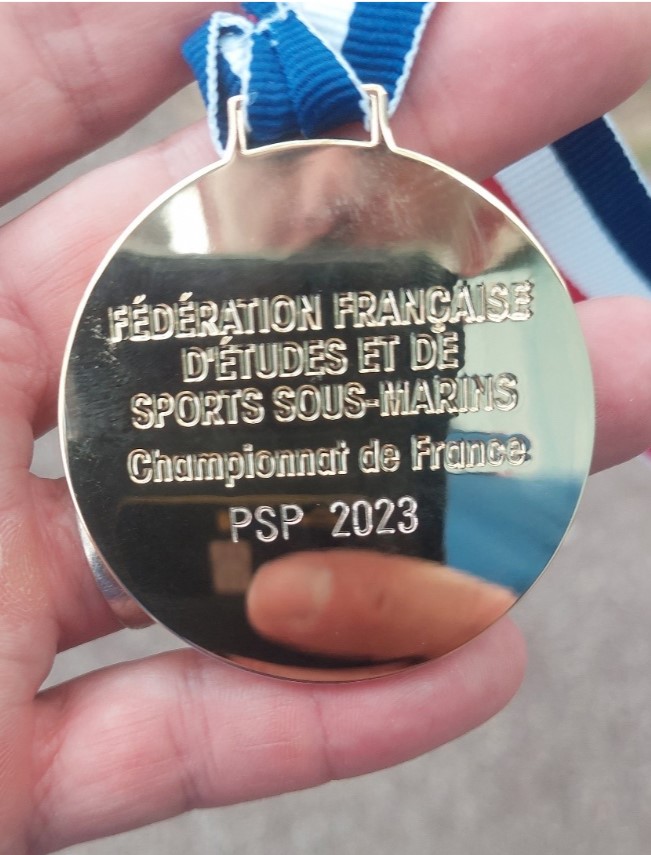 FÉDÉRATION FRANÇAISE
D'ÉTUDES ET DE
SPORTS SOUS-MARINS
Championnat de France
PSP 2023